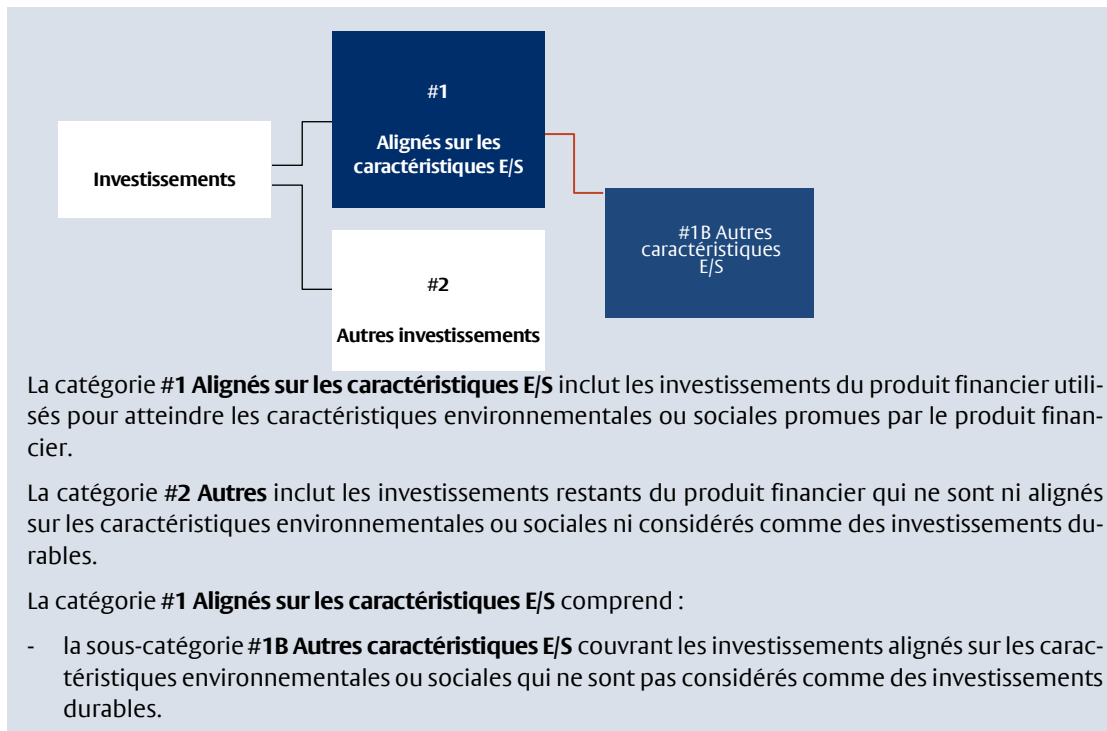 #1
Alignés sur les
caractéristiques E/S
Investissements
#1B Autres
caractéristiques
E/S
#2
Autres investissements
La catégorie #1 Alignés sur les caractéristiques E/S inclut les investissements du produit financier utili-
sés pour atteindre les caractéristiques environnementales ou sociales promues par le produit finan-
cier.
La catégorie #2 Autres inclut les investissements restants du produit financier qui ne sont ni alignés
sur les caractéristiques environnementales ou sociales ni considérés comme des investissements du-
rables.
La catégorie #1 Alignés sur les caractéristiques E/S comprend :
- la sous-catégorie #1B Autres caractéristiques E/S couvrant les investissements alignés sur les carac-
téristiques environnementales ou sociales qui ne sont pas considérés comme des investissements
durables.